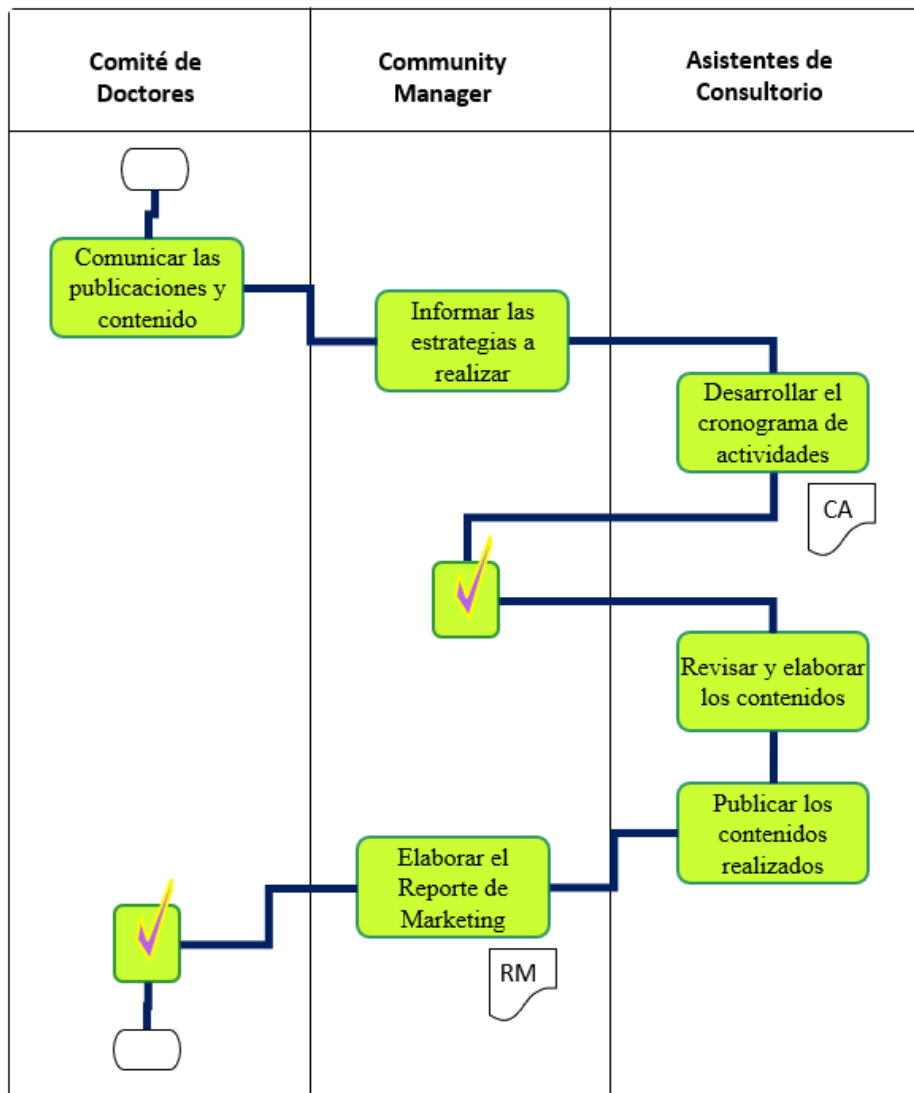 Comité de
Doctores
Community
Manager
Asistentes de
Consultorio
Comunicar las
publicaciones y
contenido
Informar las
estrategias a
realizar
Desarrollar el
cronograma de
actividades
CA
Revisar y elaborar
los contenidos
Publicar los
contenidos
realizados
Elaborar el
Reporte de
Marketing
RM